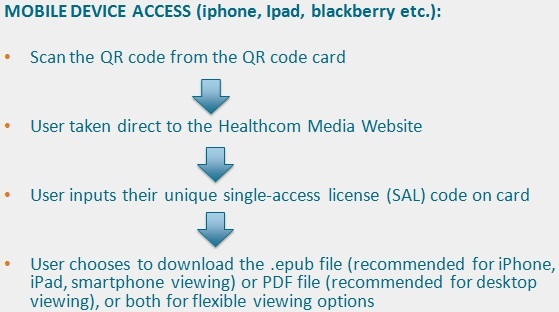 MOBILE DEVICE ACCESS (iphone, Ipad, blackberry etc.):
• Scan the QR code from the QR code card
• User taken direct to the Healthcom Media Website
• User inputs their unique single-access license (SAL) code on card
• User chooses to download the .epub file (recommended for iPhone,
iPad, smartphone viewing) or PDF file (recommended for desktop
viewing), or both for flexible viewing options